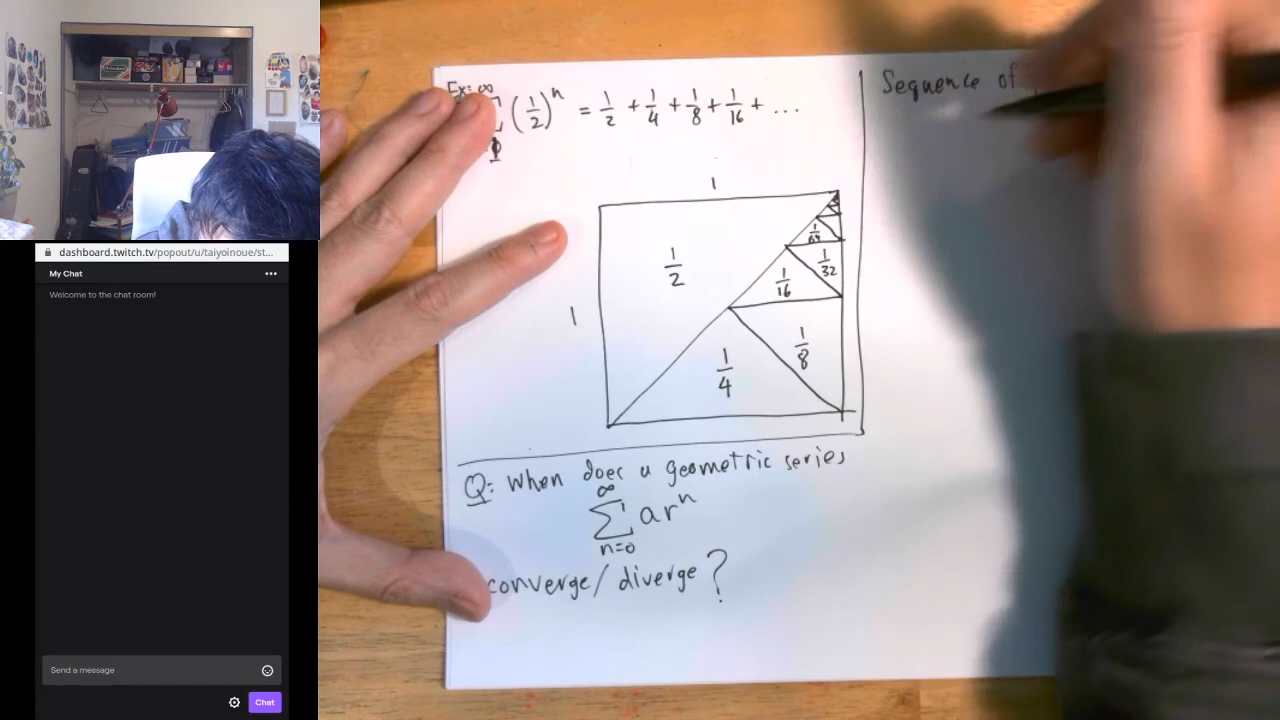 dashboard.twitch.tv/popout/u/taiyoinoue/st...
My Chat
Welcome to the chat room!
Send a message
Chat
Ex: ∞
(1/2)^n = 1/2 + 1/4 + 1/8 + 1/16 + ...
1
1
1/2
1/4
1/8
1/16
1/32
1/64
Q: When does a geometric series
∞
∑ ar^n
n=0
converge/diverge?
Sequence of